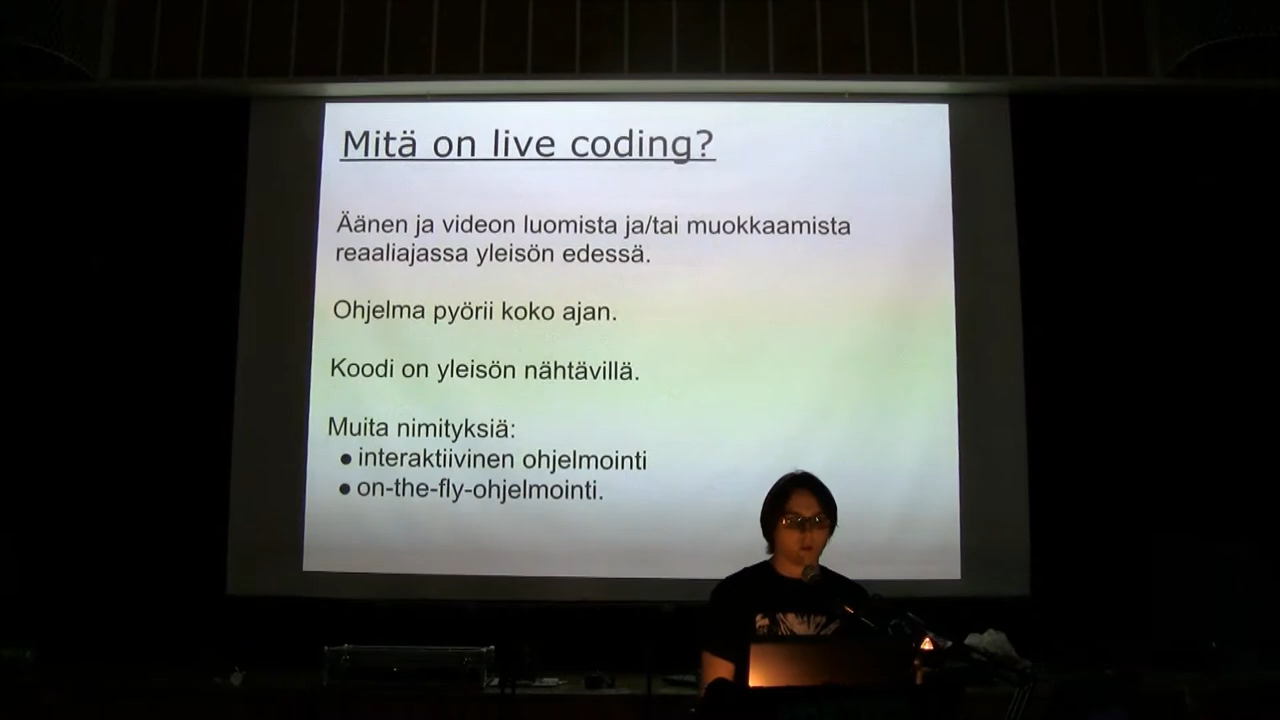 Mitä on live coding?
Äänen ja videon luomista ja/tai muokkaamista
reaaliajassa yleisön edessä.
Ohjelma pyörii koko ajan.
Koodi on yleisön nähtävillä.
Muita nimityksiä:
● interaktiivinen ohjelmointi
● on-the-fly-ohjelmointi.